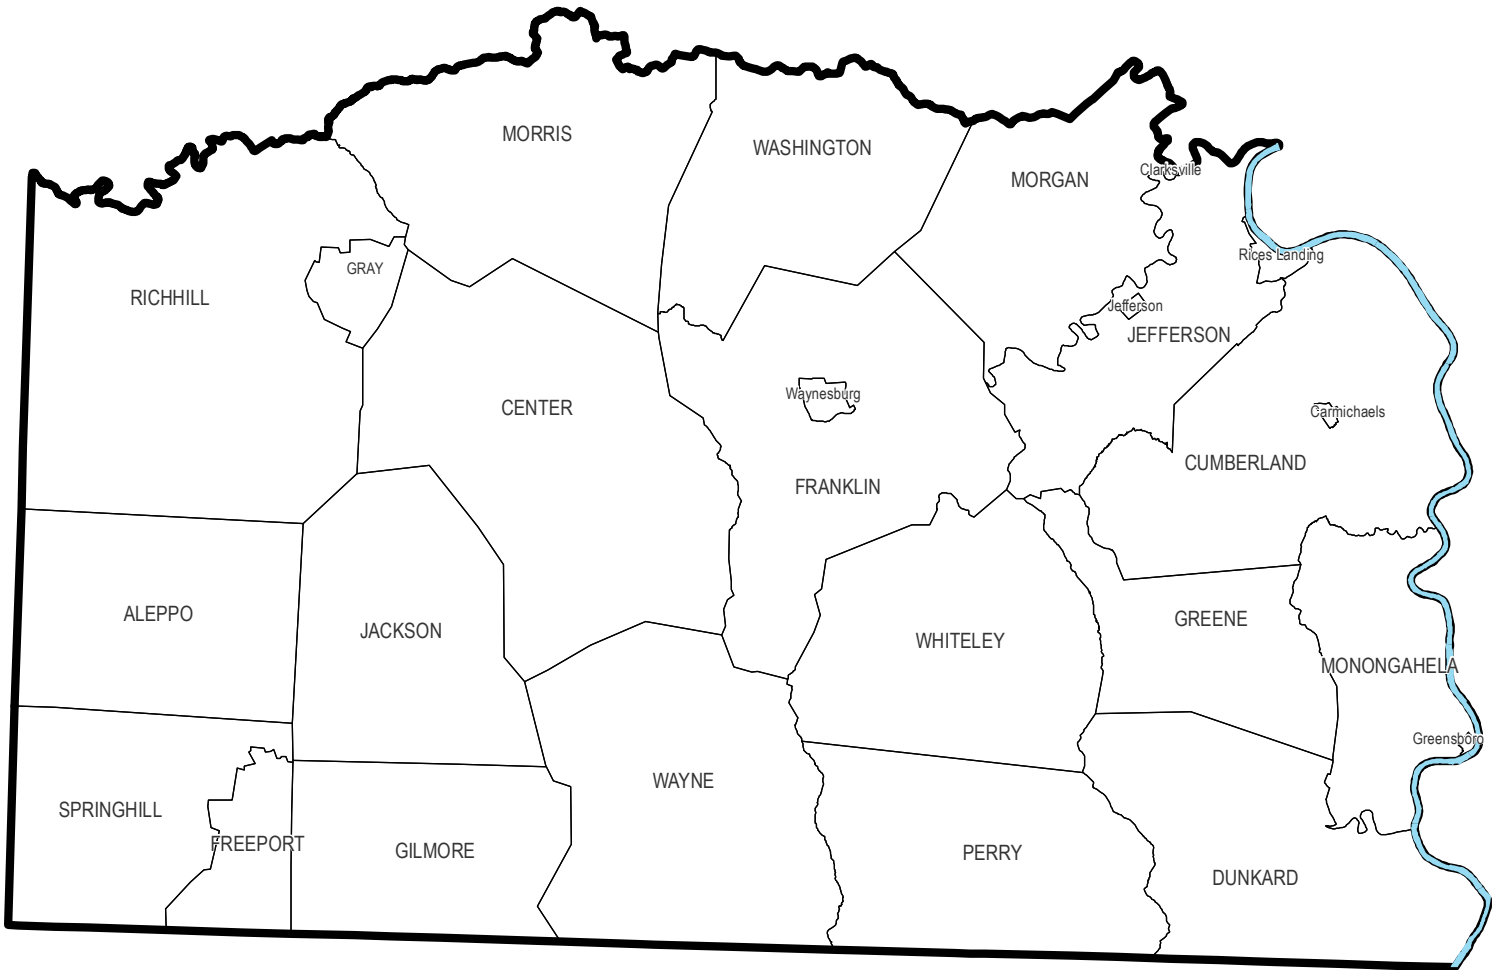 MORRIS
WASHINGTON
Clarksville
MORGAN
Rices Landing
GRAY
RICHHILL
Jefferson
JEFFERSON
Waynesburg
CENTER
Carmichaels
CUMBERLAND
FRANKLIN
ALEPPO
GREENE
JACKSON
WHITELEY
MONONGAHELA
Greensboro
WAYNE
SPRINGHILL
FREEPORT
GILMORE
PERRY
DUNKARD